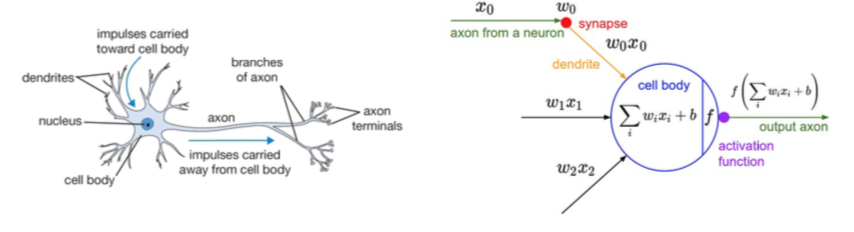 impulses carried
toward cell body
dendrites
nucleus
cell body
axon
impulses carried
away from cell body
branches
of axon
axon
terminals
x₀
w₀
synapse
axon from a neuron
w₀x₀
dendrite
cell body
w₁x₁
∑ᵢ wᵢxᵢ + b
f
f(∑ᵢ wᵢxᵢ + b)
output axon
activation
function
w₂x₂